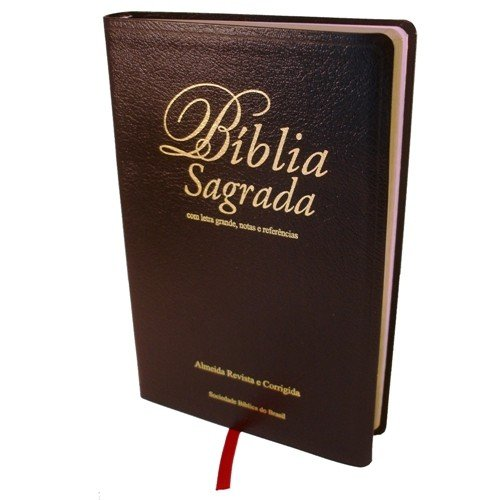 Bíblia
Sagrada
com letra grande, notas e referências
Almeida Revista e Corrigida
Sociedade Bíblica do Brasil